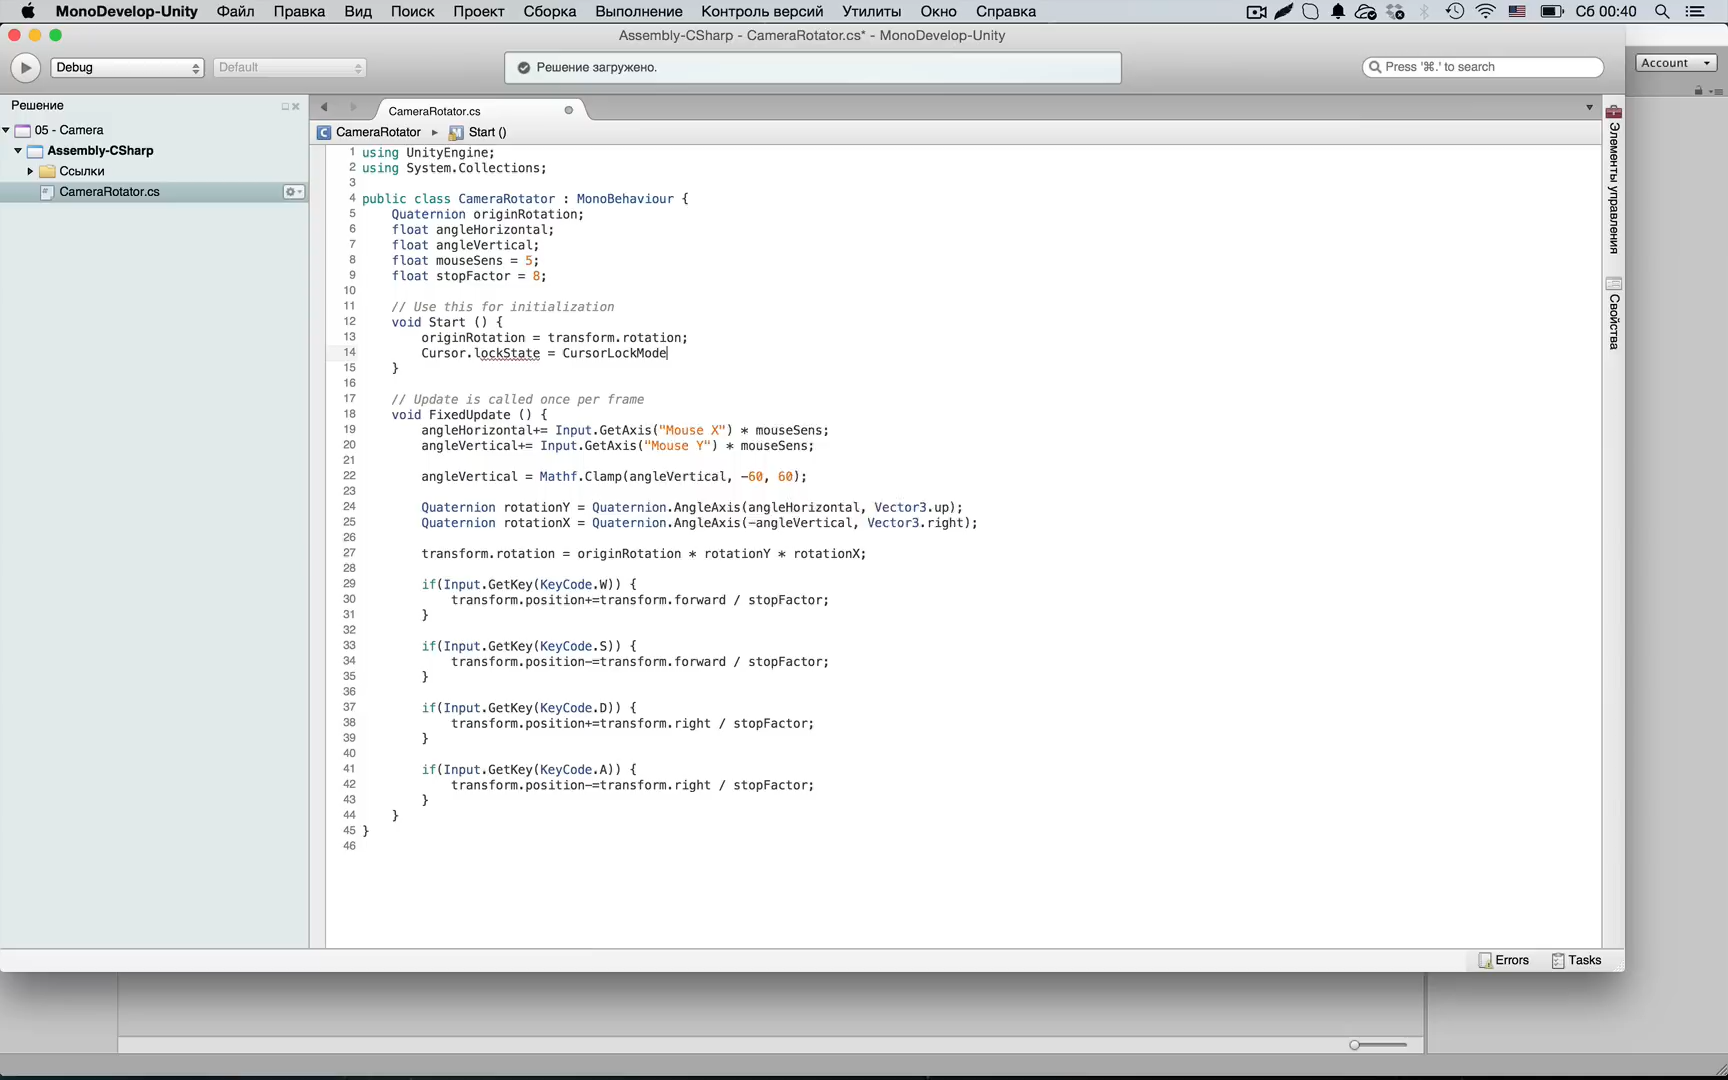 MonoDevelop-Unity Файл Правка Вид Поиск Проект Сборка Выполнение Контроль версий Утилиты Окно Справка Сб 00:40
Assembly-CSharp - CameraRotator.cs* - MonoDevelop-Unity
Debug Default Решение загружено. Press '⌘.' to search Account
Решение
05 - Camera
Assembly-CSharp
Ссылки
CameraRotator.cs
CameraRotator.cs
CameraRotator Start ()
1 using UnityEngine;
2 using System.Collections;
3
4 public class CameraRotator : MonoBehaviour {
5 Quaternion originRotation;
6 float angleHorizontal;
7 float angleVertical;
8 float mouseSens = 5;
9 float stopFactor = 8;
10
11 // Use this for initialization
12 void Start () {
13 originRotation = transform.rotation;
14 Cursor.lockState = CursorLockMode
15 }
16
17 // Update is called once per frame
18 void FixedUpdate () {
19 angleHorizontal+= Input.GetAxis("Mouse X") * mouseSens;
20 angleVertical+= Input.GetAxis("Mouse Y") * mouseSens;
21
22 angleVertical = Mathf.Clamp(angleVertical, -60, 60);
23
24 Quaternion rotationY = Quaternion.AngleAxis(angleHorizontal, Vector3.up);
25 Quaternion rotationX = Quaternion.AngleAxis(-angleVertical, Vector3.right);
26
27 transform.rotation = originRotation * rotationY * rotationX;
28
29 if(Input.GetKey(KeyCode.W)) {
30 transform.position+=transform.forward / stopFactor;
31 }
32
33 if(Input.GetKey(KeyCode.S)) {
34 transform.position-=transform.forward / stopFactor;
35 }
36
37 if(Input.GetKey(KeyCode.D)) {
38 transform.position+=transform.right / stopFactor;
39 }
40
41 if(Input.GetKey(KeyCode.A)) {
42 transform.position-=transform.right / stopFactor;
43 }
44 }
45 }
46
Элементы управления
Свойства
Errors Tasks